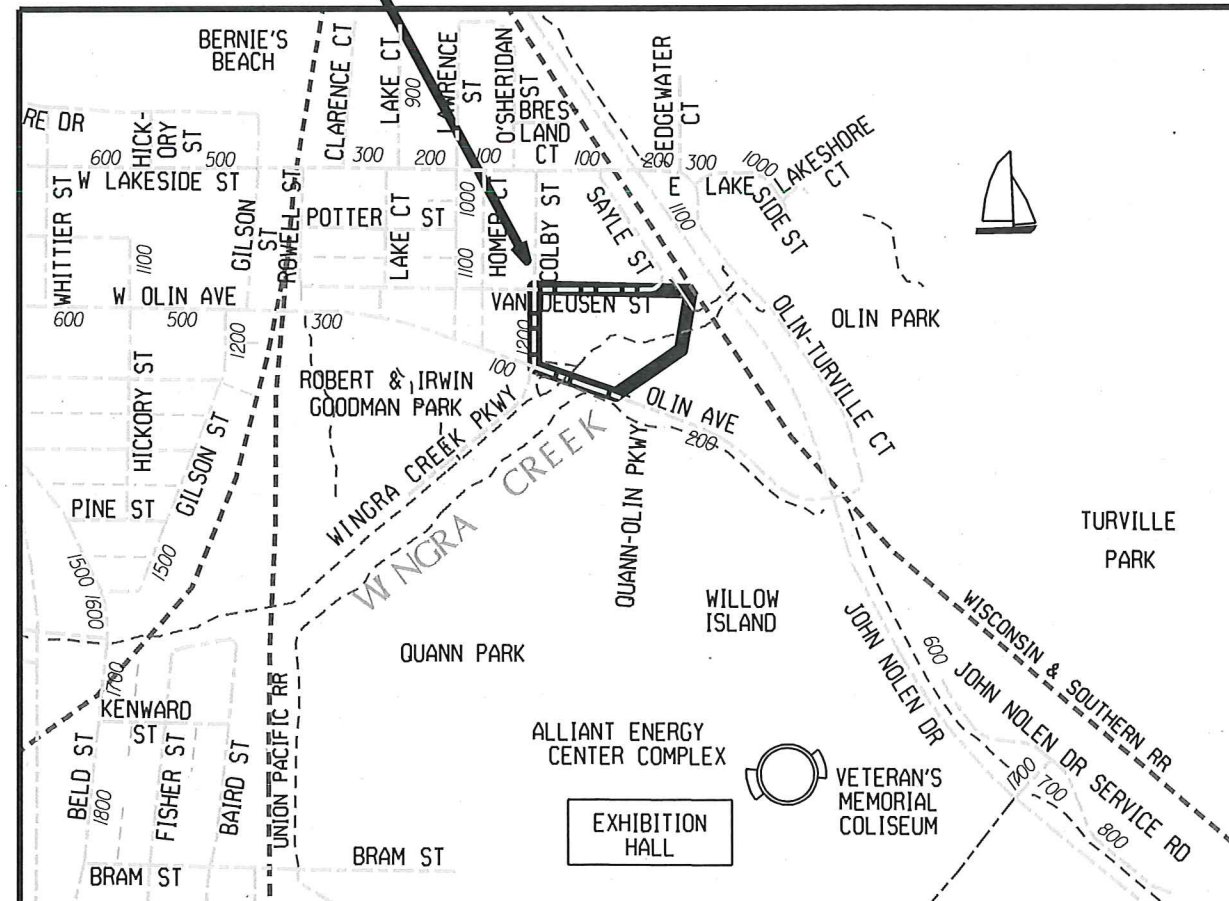 BERNIE'S
BEACH
CLARENCE CT
LAKE CT
900
LAWRENCE
ST
O'SHERIDAN
ST
BRES
LAND
CT
EDGEWATER
CT
RE DR
600
HICK-
ORY
ST
500
W LAKESIDE ST
300
200
100
100
200
300
1000
LAKESHORE
CT
E LAKE
SIDE ST
WHITTIER ST
1100
GILSON
ST
ROWELL ST
POTTER ST
LAKE CT
1000
1100
HOMER CT
COLBY ST
SAYLE ST
1100
W OLIN AVE
600
500
1200
300
VAN DEUSEN ST
1200
OLIN PARK
OLIN-TURVILLE CT
HICKORY ST
GILSON ST
ROBERT & IRWIN
GOODMAN PARK
100
WINGRA CREEK PKWY
OLIN AVE
200
QUANN-OLIN PKWY
WINGRA CREEK
PINE ST
1500
1500
1600
TURVILLE
PARK
WILLOW
ISLAND
QUANN PARK
1700
KENWARD
ST
BELD ST
1800
FISHER ST
BAIRD ST
UNION PACIFIC RR
JOHN NOLEN DR
600
WISCONSIN & SOUTHERN RR
JOHN NOLEN DR SERVICE RD
700
800
ALLIANT ENERGY
CENTER COMPLEX
VETERAN'S
MEMORIAL
COLISEUM
EXHIBITION
HALL
BRAM ST
BRAM ST